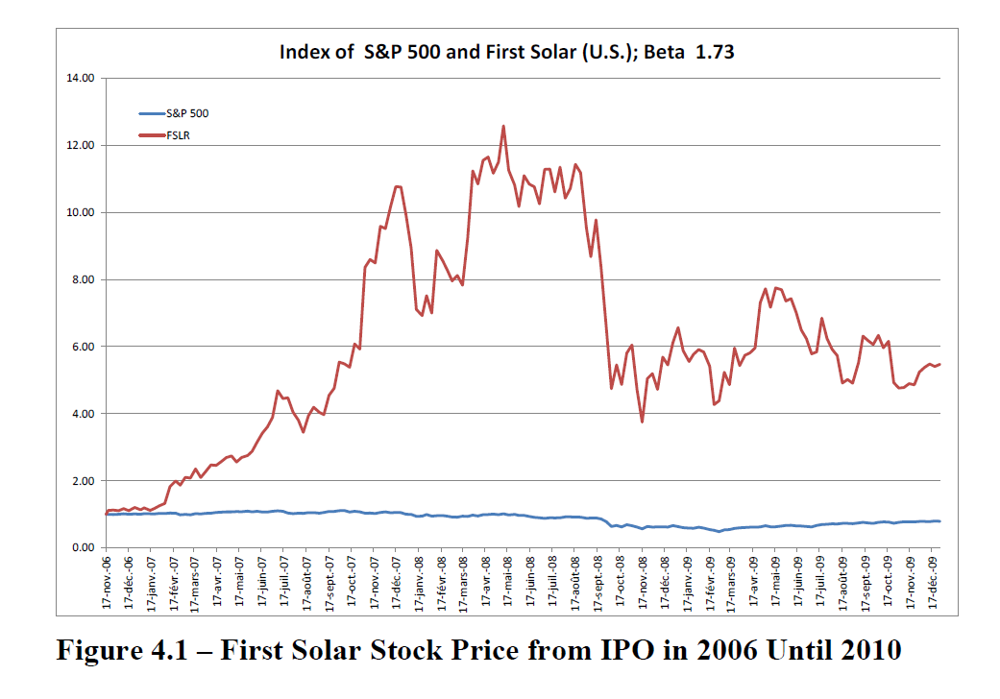 Index of S&P 500 and First Solar (U.S.); Beta 1.73
14.00
12.00
10.00
8.00
6.00
4.00
2.00
0.00
S&P 500
FSLR
17-nov.-06
17-déc.-06
17-janv.-07
17-févr.-07
17-mars-07
17-avr.-07
17-mai-07
17-juin-07
17-juil.-07
17-août-07
17-sept.-07
17-oct.-07
17-nov.-07
17-déc.-07
17-janv.-08
17-févr.-08
17-mars-08
17-avr.-08
17-mai-08
17-juin-08
17-juil.-08
17-août-08
17-sept.-08
17-oct.-08
17-nov.-08
17-déc.-08
17-janv.-09
17-févr.-09
17-mars-09
17-avr.-09
17-mai-09
17-juin-09
17-juil.-09
17-août-09
17-sept.-09
17-oct.-09
17-nov.-09
17-déc.-09
Figure 4.1 – First Solar Stock Price from IPO in 2006 Until 2010